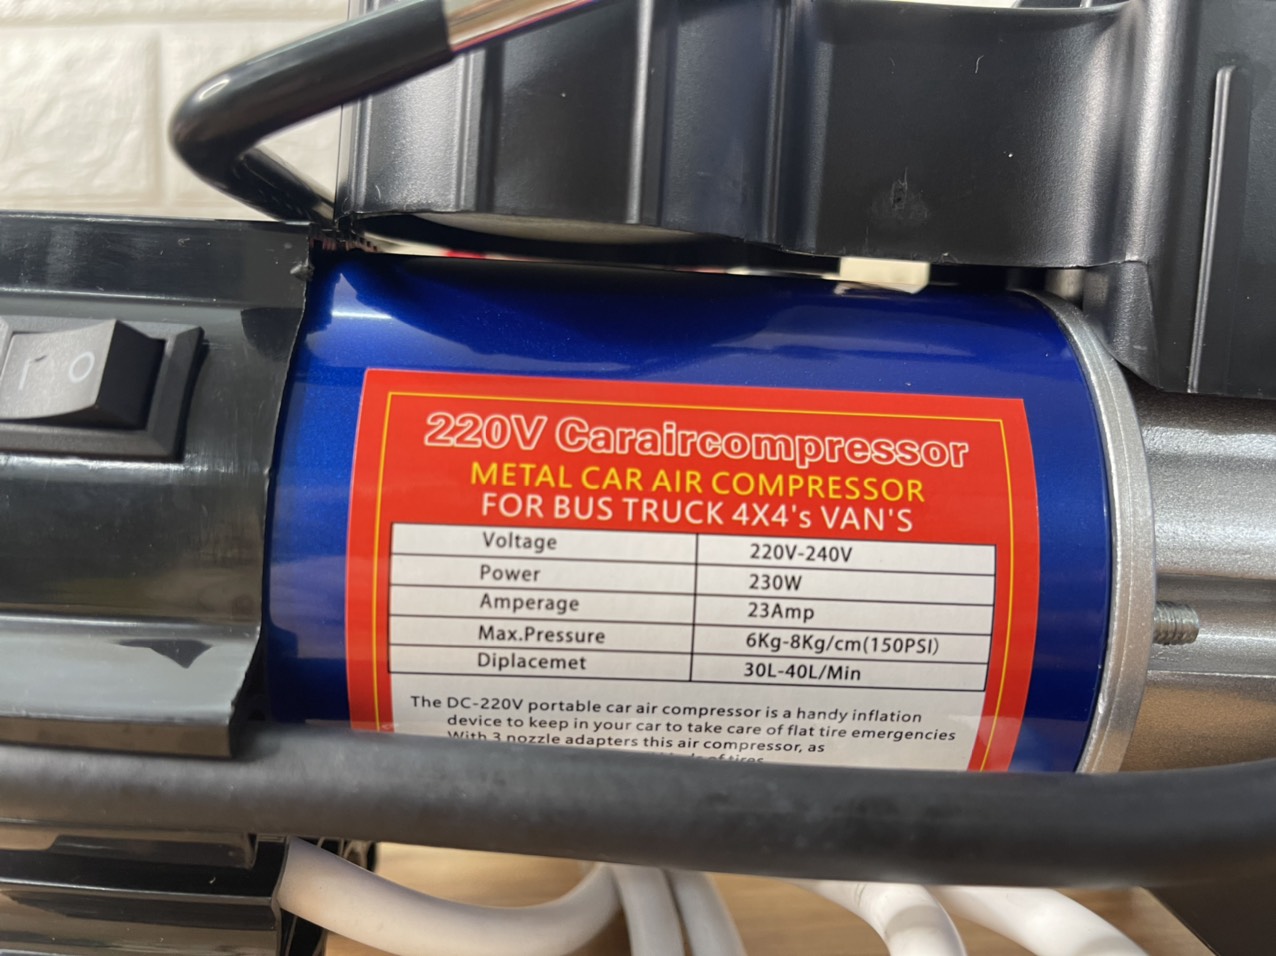 220V Caraircompressor
METAL CAR AIR COMPRESSOR
FOR BUS TRUCK 4X4's VAN'S
Voltage 220V-240V
Power 230W
Amperage 23Amp
Max.Pressure 6Kg-8Kg/cm(150PSI)
Diplacemet 30L-40L/Min
The DC-220V portable car air compressor is a handy inflation
device to keep in your car to take care of flat tire emergencies
With 3 nozzle adapters this air compressor, as
of tires